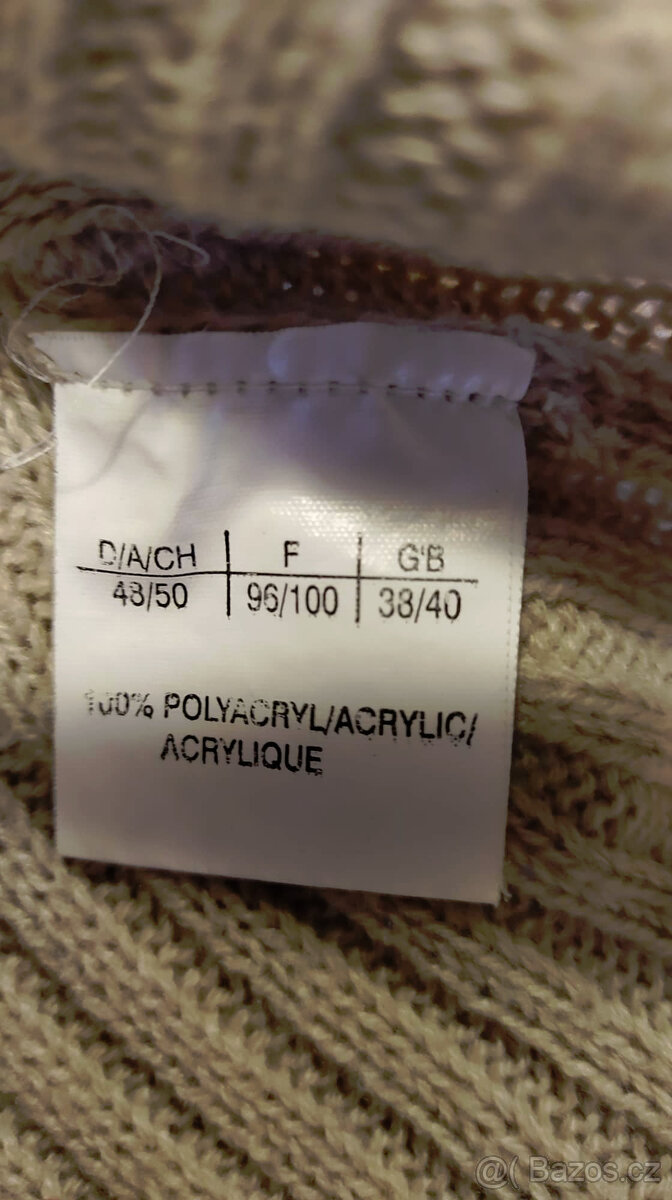 D/A/CH | F | GB
48/50 | 96/100 | 38/40
100% POLYACRYL/ACRYLIC/
ACRYLIQUE
@( Bazos.cz